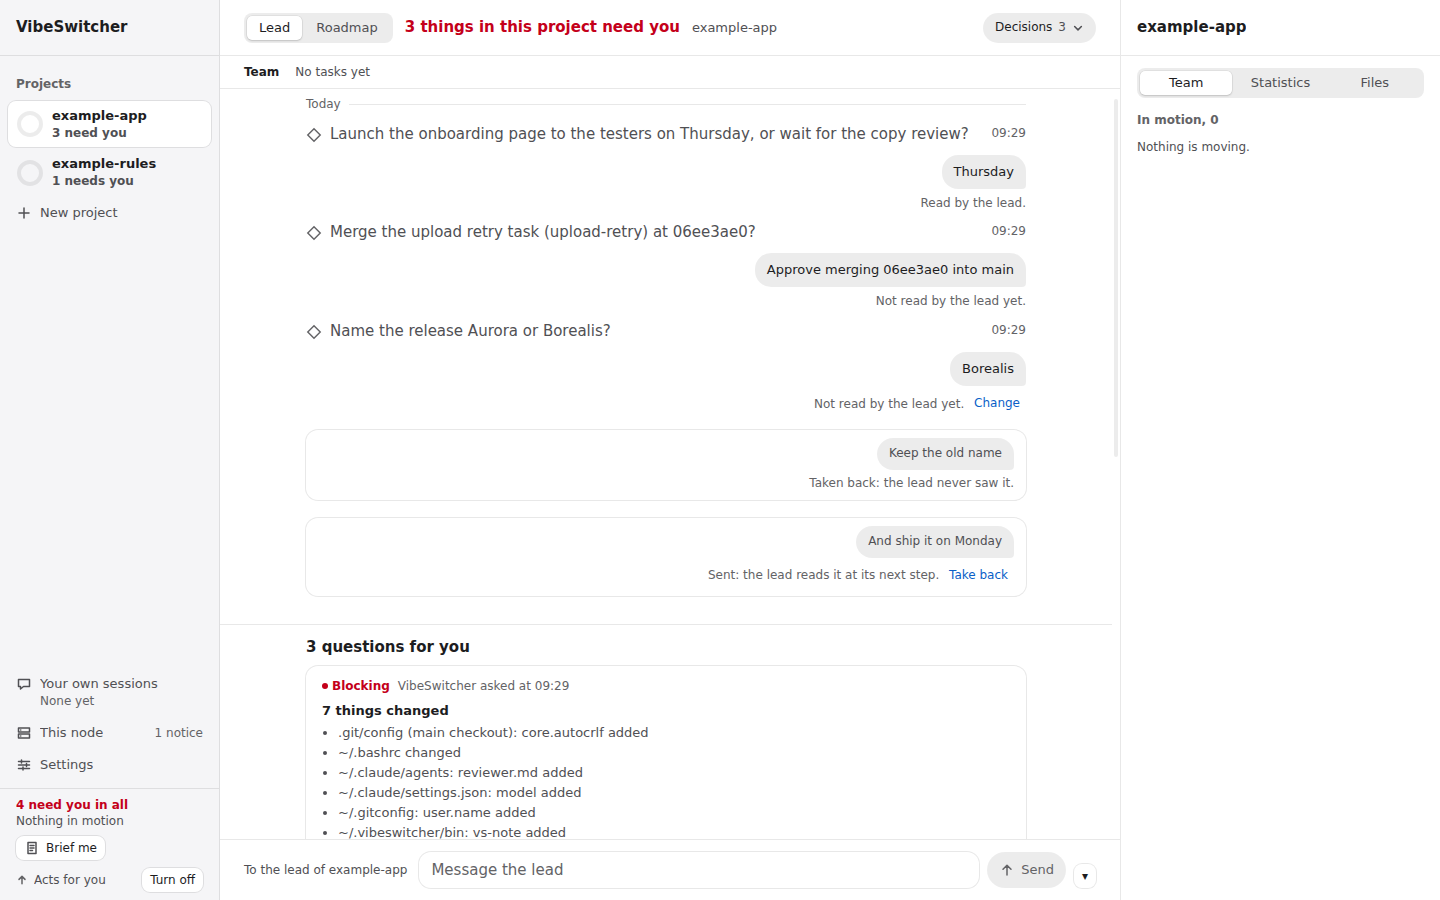 VibeSwitcher
Projects
example-app
3 need you
example-rules
1 needs you
New project
Your own sessions
None yet
This node
1 notice
Settings
4 need you in all
Nothing in motion
Brief me
Acts for you
Turn off
Lead
Roadmap
3 things in this project need you
example-app
Decisions 3
Team
No tasks yet
Today
Launch the onboarding page to the testers on Thursday, or wait for the copy review?
09:29
Thursday
Read by the lead.
Merge the upload retry task (upload-retry) at 06ee3ae0?
09:29
Approve merging 06ee3ae0 into main
Not read by the lead yet.
Name the release Aurora or Borealis?
09:29
Borealis
Not read by the lead yet.
Change
Keep the old name
Taken back: the lead never saw it.
And ship it on Monday
Sent: the lead reads it at its next step.
Take back
3 questions for you
Blocking
VibeSwitcher asked at 09:29
7 things changed
• .git/config (main checkout): core.autocrlf added
• ~/.bashrc changed
• ~/.claude/agents: reviewer.md added
• ~/.claude/settings.json: model added
• ~/.gitconfig: user.name added
• ~/.vibeswitcher/bin: vs-note added
To the lead of example-app
Message the lead
Send
example-app
Team
Statistics
Files
In motion, 0
Nothing is moving.